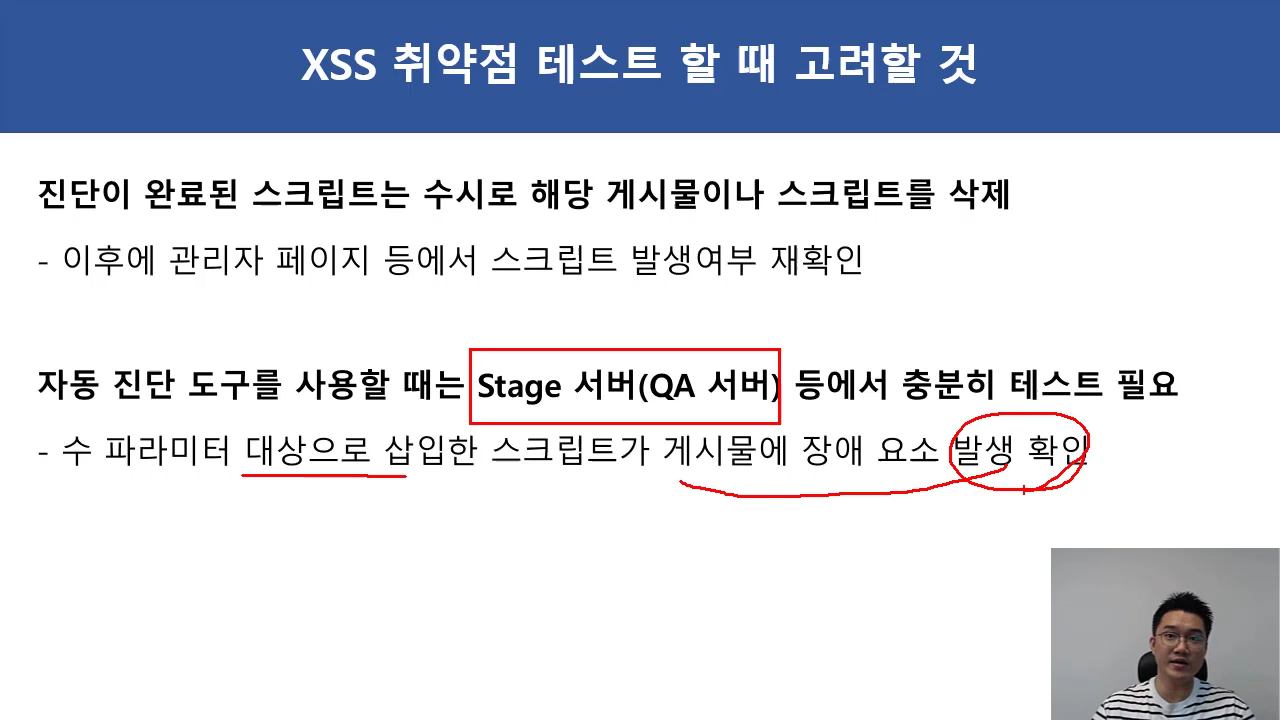 XSS 취약점 테스트 할 때 고려할 것
진단이 완료된 스크립트는 수시로 해당 게시물이나 스크립트를 삭제
- 이후에 관리자 페이지 등에서 스크립트 발생여부 재확인
자동 진단 도구를 사용할 때는 Stage 서버(QA 서버) 등에서 충분히 테스트 필요
- 수 파라미터 대상으로 삽입한 스크립트가 게시물에 장애 요소 발생 확인